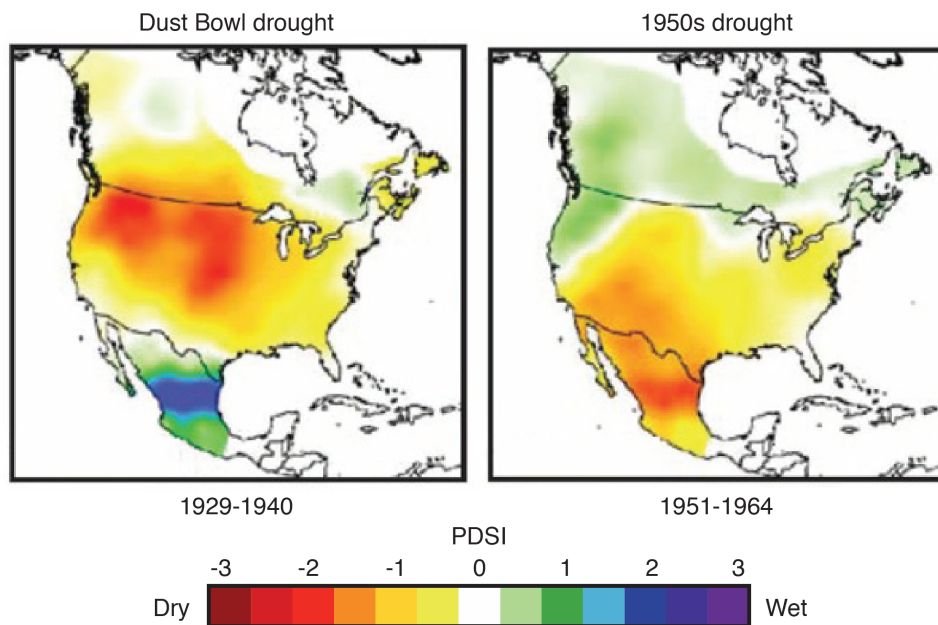 Dust Bowl drought
1950s drought
1929-1940
1951-1964
PDSI
-3 -2 -1 0 1 2 3
Dry
Wet